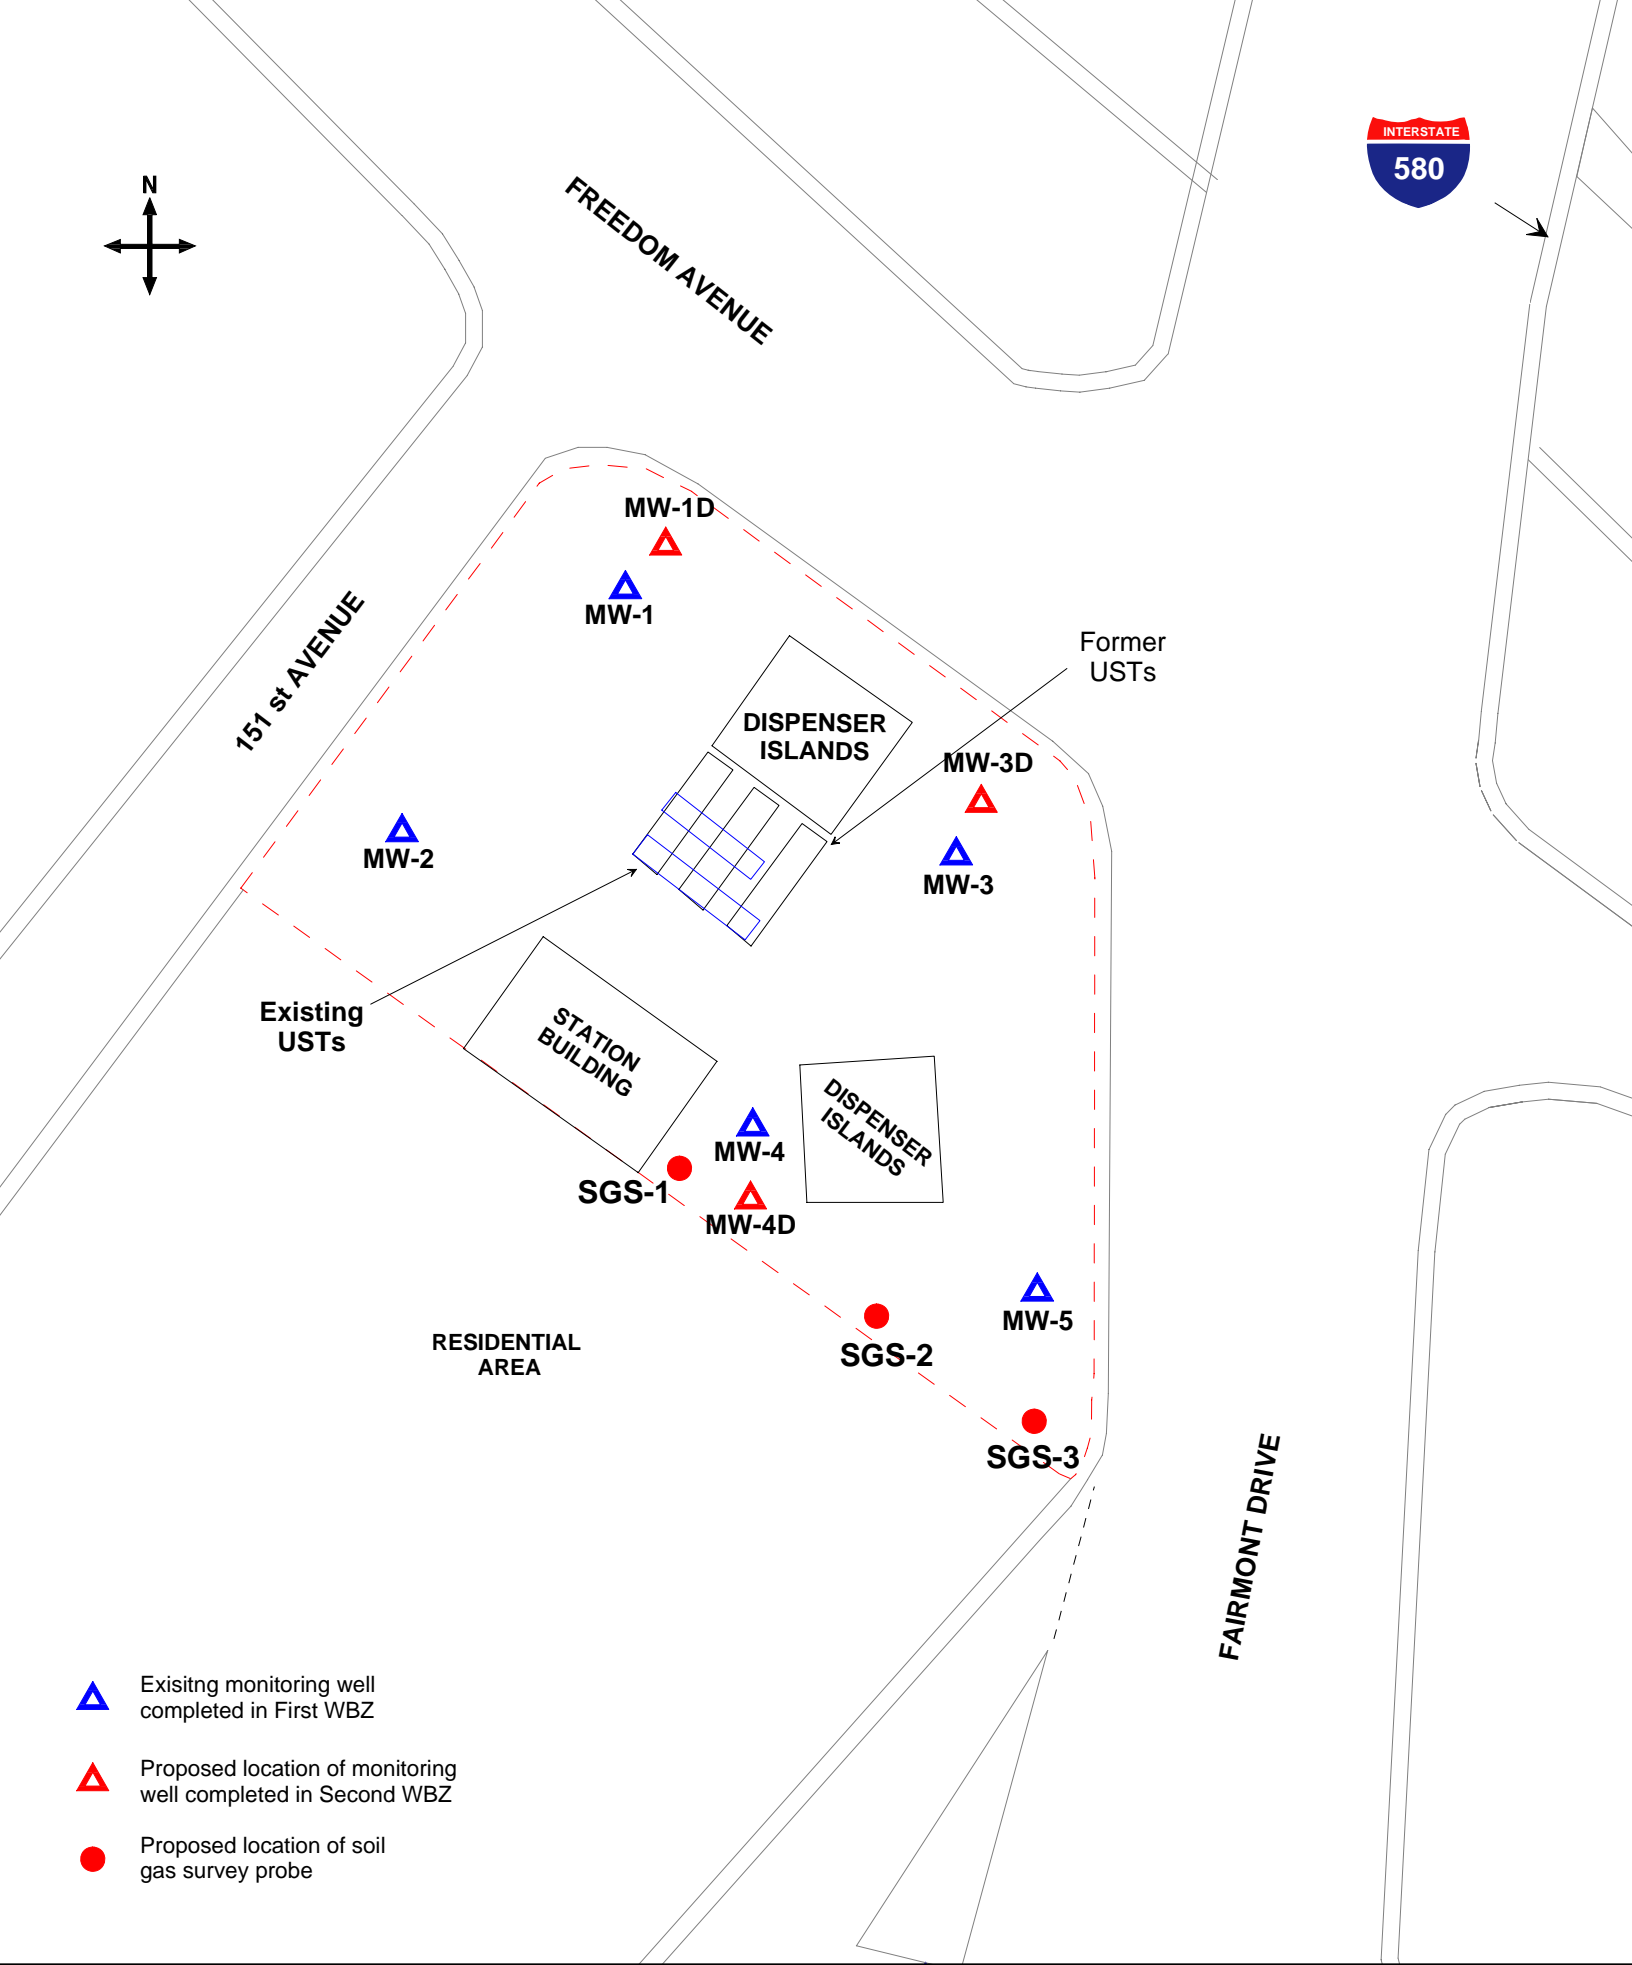 INTERSTATE
580
N
FREEDOM AVENUE
MW-1D
MW-1
151 st AVENUE
Former
USTs
DISPENSER
ISLANDS
MW-3D
MW-2
MW-3
Existing
USTs
STATION
BUILDING
DISPENSER
ISLANDS
MW-4
SGS-1
MW-4D
MW-5
RESIDENTIAL
AREA
SGS-2
SGS-3
FAIRMONT DRIVE
Exisitng monitoring well
completed in First WBZ
Proposed location of monitoring
well completed in Second WBZ
Proposed location of soil
gas survey probe